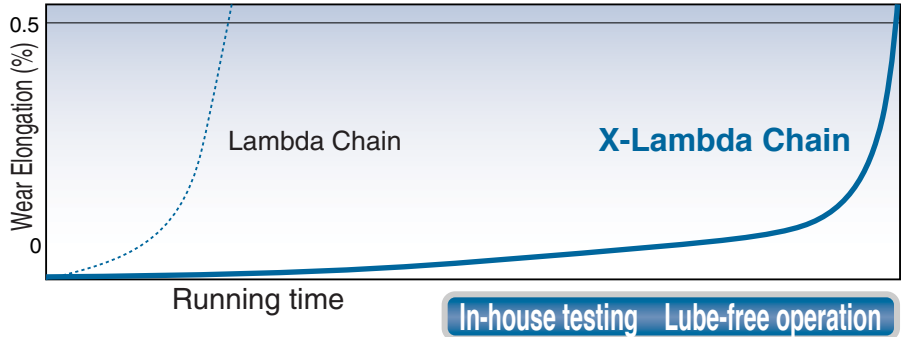 0.5
Wear Elongation (%)
Lambda Chain
X-Lambda Chain
0
Running time
In-house testing Lube-free operation